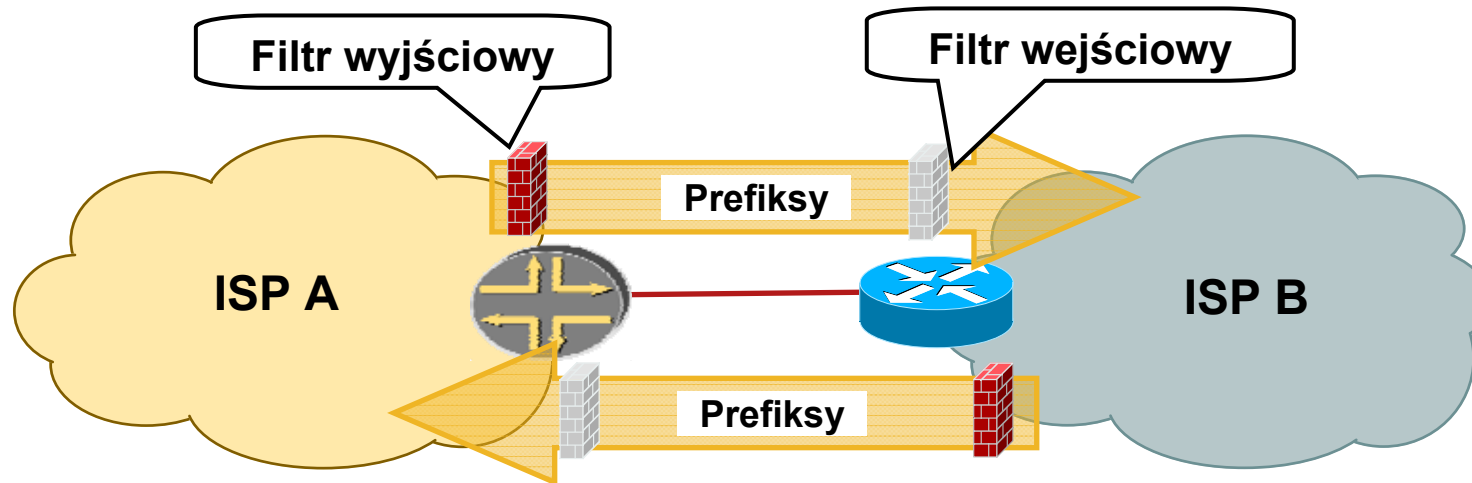 Filtr wyjściowy
Filtr wejściowy
Prefiksy
ISP A
ISP B
Prefiksy